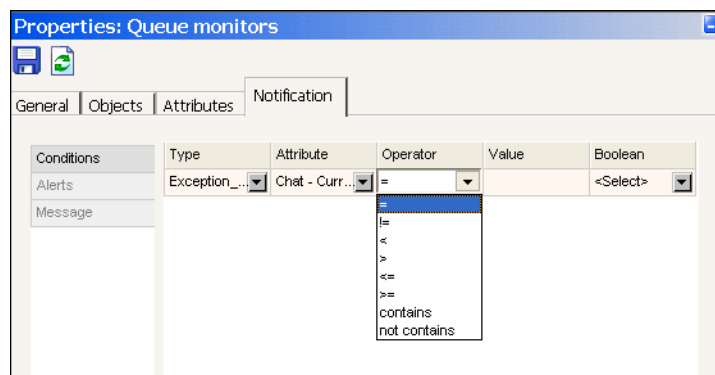 Properties: Queue monitors
General Objects Attributes Notification
Conditions
Alerts
Message
Type Attribute Operator Value Boolean
Exception_... Chat - Curr... = <Select>
=
!=
<
>
<=
>=
contains
not contains